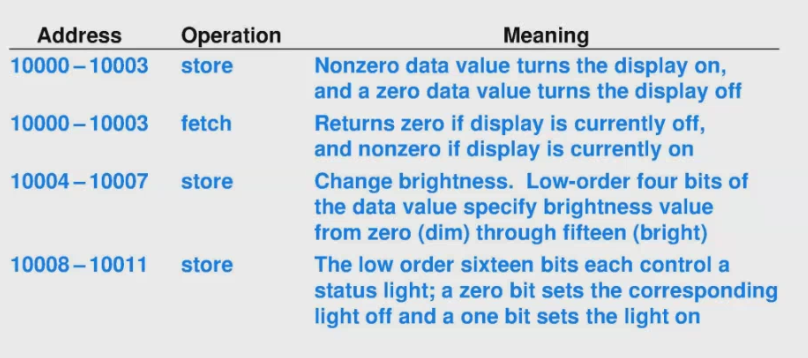 Address Operation Meaning
10000 – 10003 store Nonzero data value turns the display on,
and a zero data value turns the display off
10000 – 10003 fetch Returns zero if display is currently off,
and nonzero if display is currently on
10004 – 10007 store Change brightness. Low-order four bits of
the data value specify brightness value
from zero (dim) through fifteen (bright)
10008 – 10011 store The low order sixteen bits each control a
status light; a zero bit sets the corresponding
light off and a one bit sets the light on